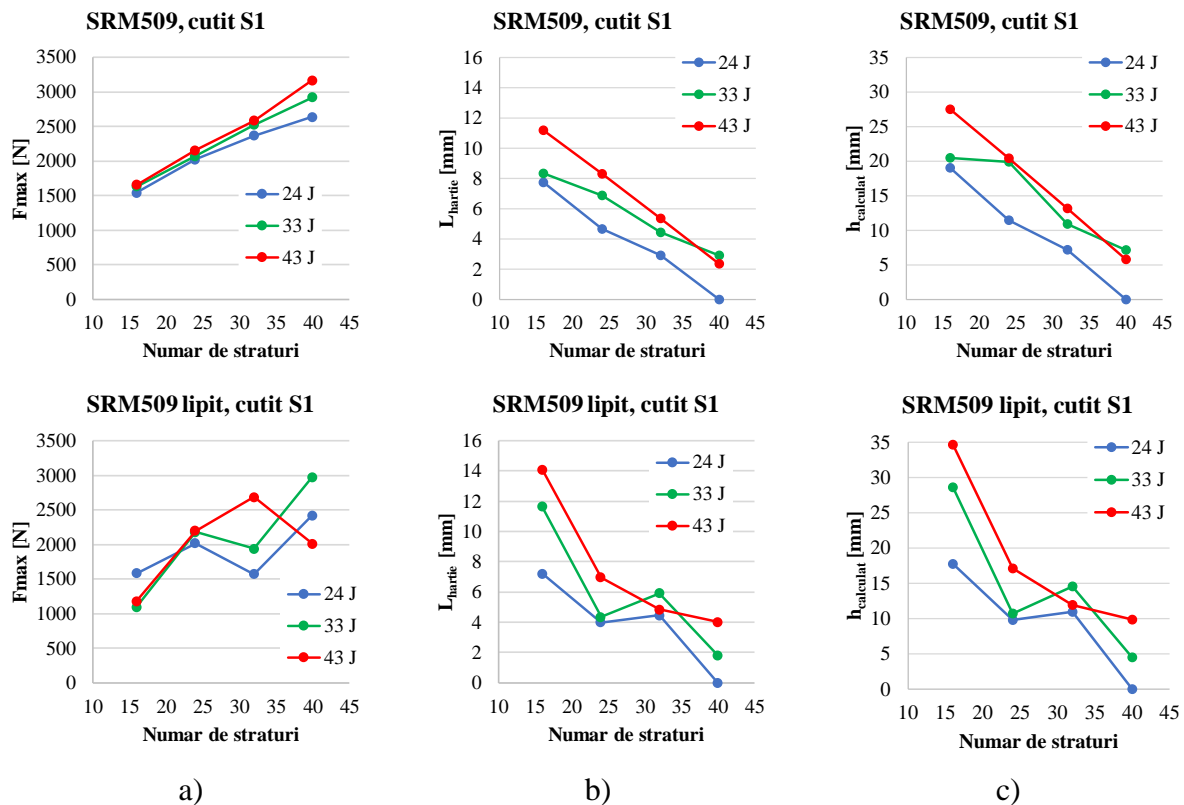 SRM509, cutit S1
Fmax [N]
3500
3000
2500
2000
1500
1000
500
0
24 J
33 J
43 J
10 15 20 25 30 35 40 45
Numar de straturi
SRM509, cutit S1
L hartie [mm]
16
14
12
10
8
6
4
2
0
24 J
33 J
43 J
10 15 20 25 30 35 40 45
Numar de straturi
SRM509, cutit S1
h calculat [mm]
35
30
25
20
15
10
5
0
24 J
33 J
43 J
10 15 20 25 30 35 40 45
Numar de straturi
SRM509 lipit, cutit S1
Fmax [N]
3500
3000
2500
2000
1500
1000
500
0
24 J
33 J
43 J
10 15 20 25 30 35 40 45
Numar de straturi
a)
SRM509 lipit, cutit S1
L hartie [mm]
16
14
12
10
8
6
4
2
0
24 J
33 J
43 J
10 15 20 25 30 35 40 45
Numar de straturi
b)
SRM509 lipit, cutit S1
h calculat [mm]
35
30
25
20
15
10
5
0
24 J
33 J
43 J
10 15 20 25 30 35 40 45
Numar de straturi
c)